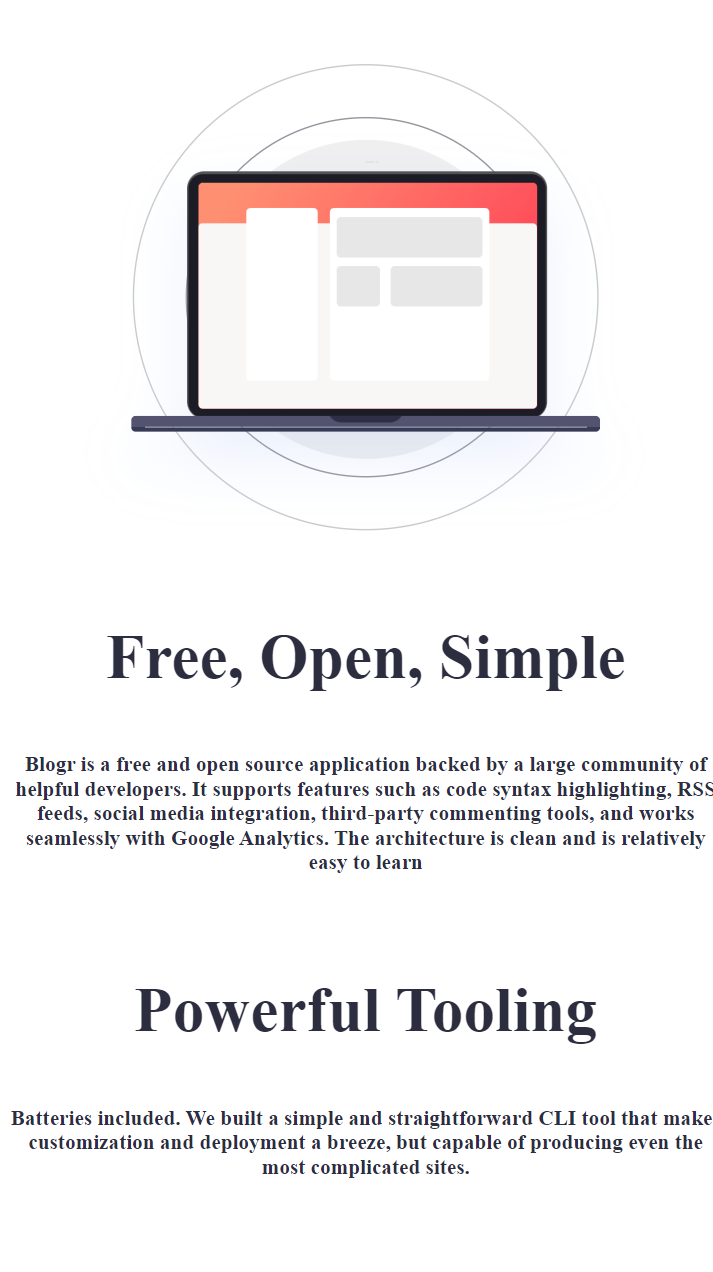 Free, Open, Simple
Blogr is a free and open source application backed by a large community of
helpful developers. It supports features such as code syntax highlighting, RSS
feeds, social media integration, third-party commenting tools, and works
seamlessly with Google Analytics. The architecture is clean and is relatively
easy to learn
Powerful Tooling
Batteries included. We built a simple and straightforward CLI tool that make
customization and deployment a breeze, but capable of producing even the
most complicated sites.